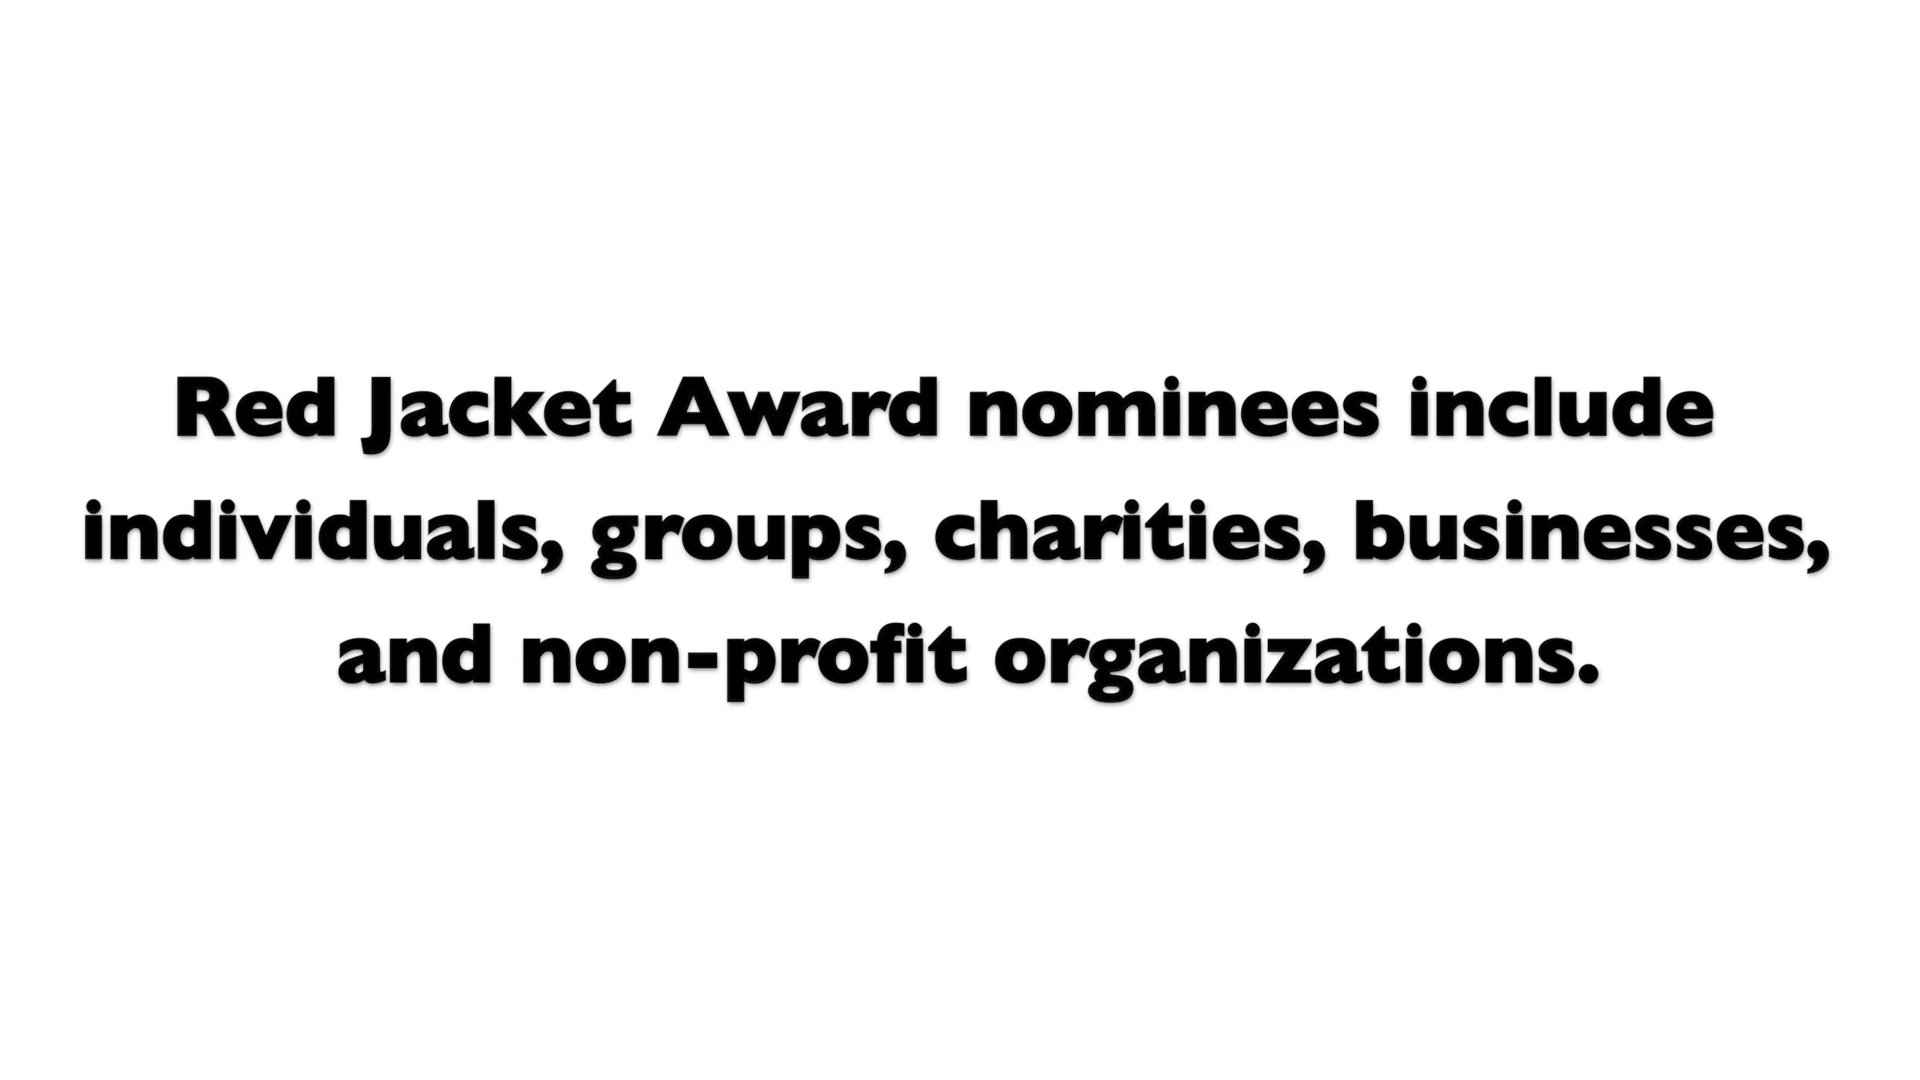 Red Jacket Award nominees include
individuals, groups, charities, businesses,
and non-profit organizations.